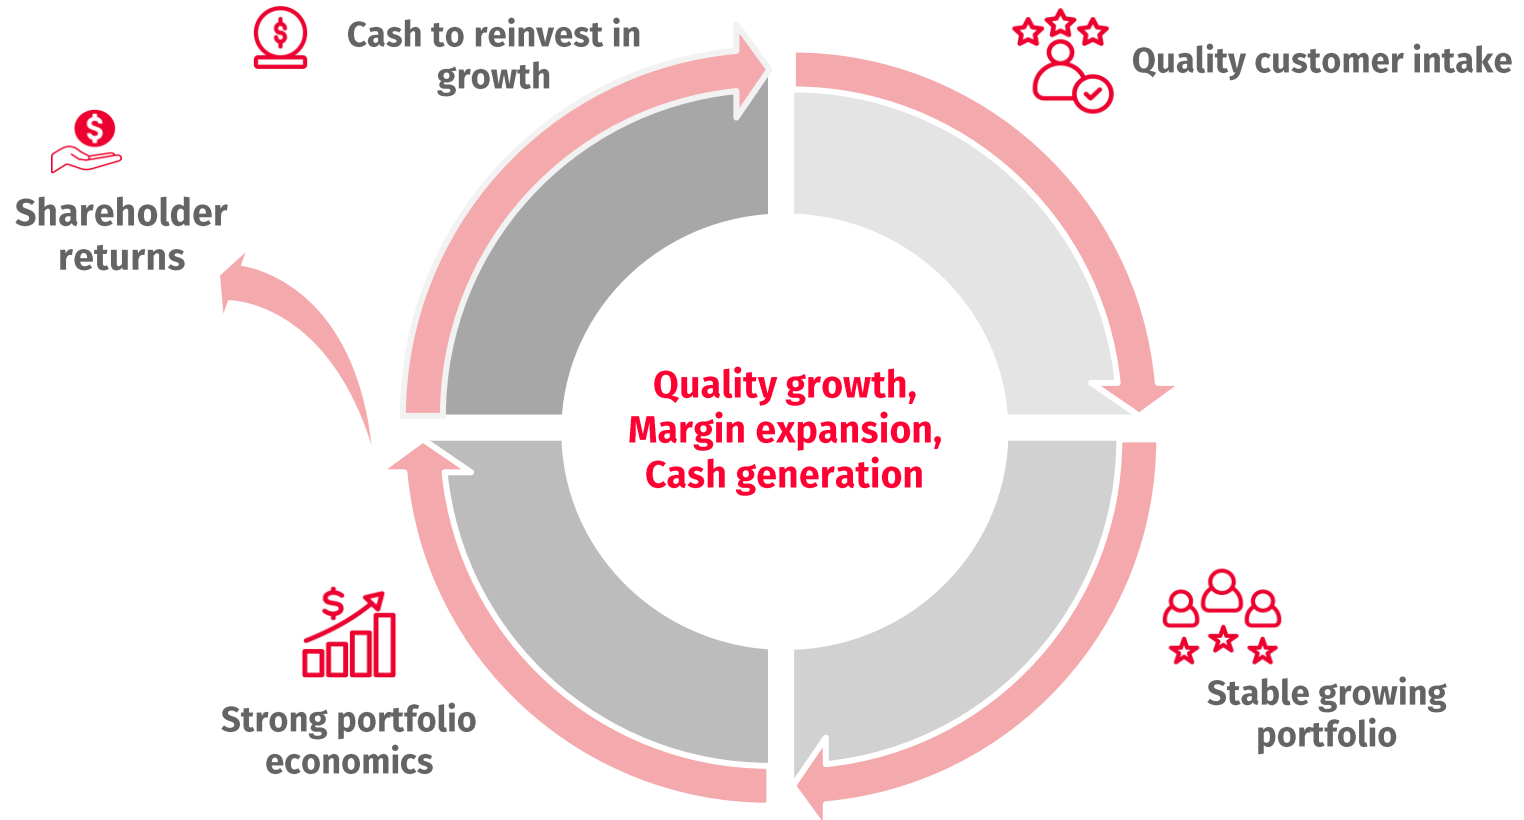 Cash to reinvest in
growth
Quality customer intake
Shareholder
returns
Quality growth,
Margin expansion,
Cash generation
Stable growing
portfolio
Strong portfolio
economics
$
$
$